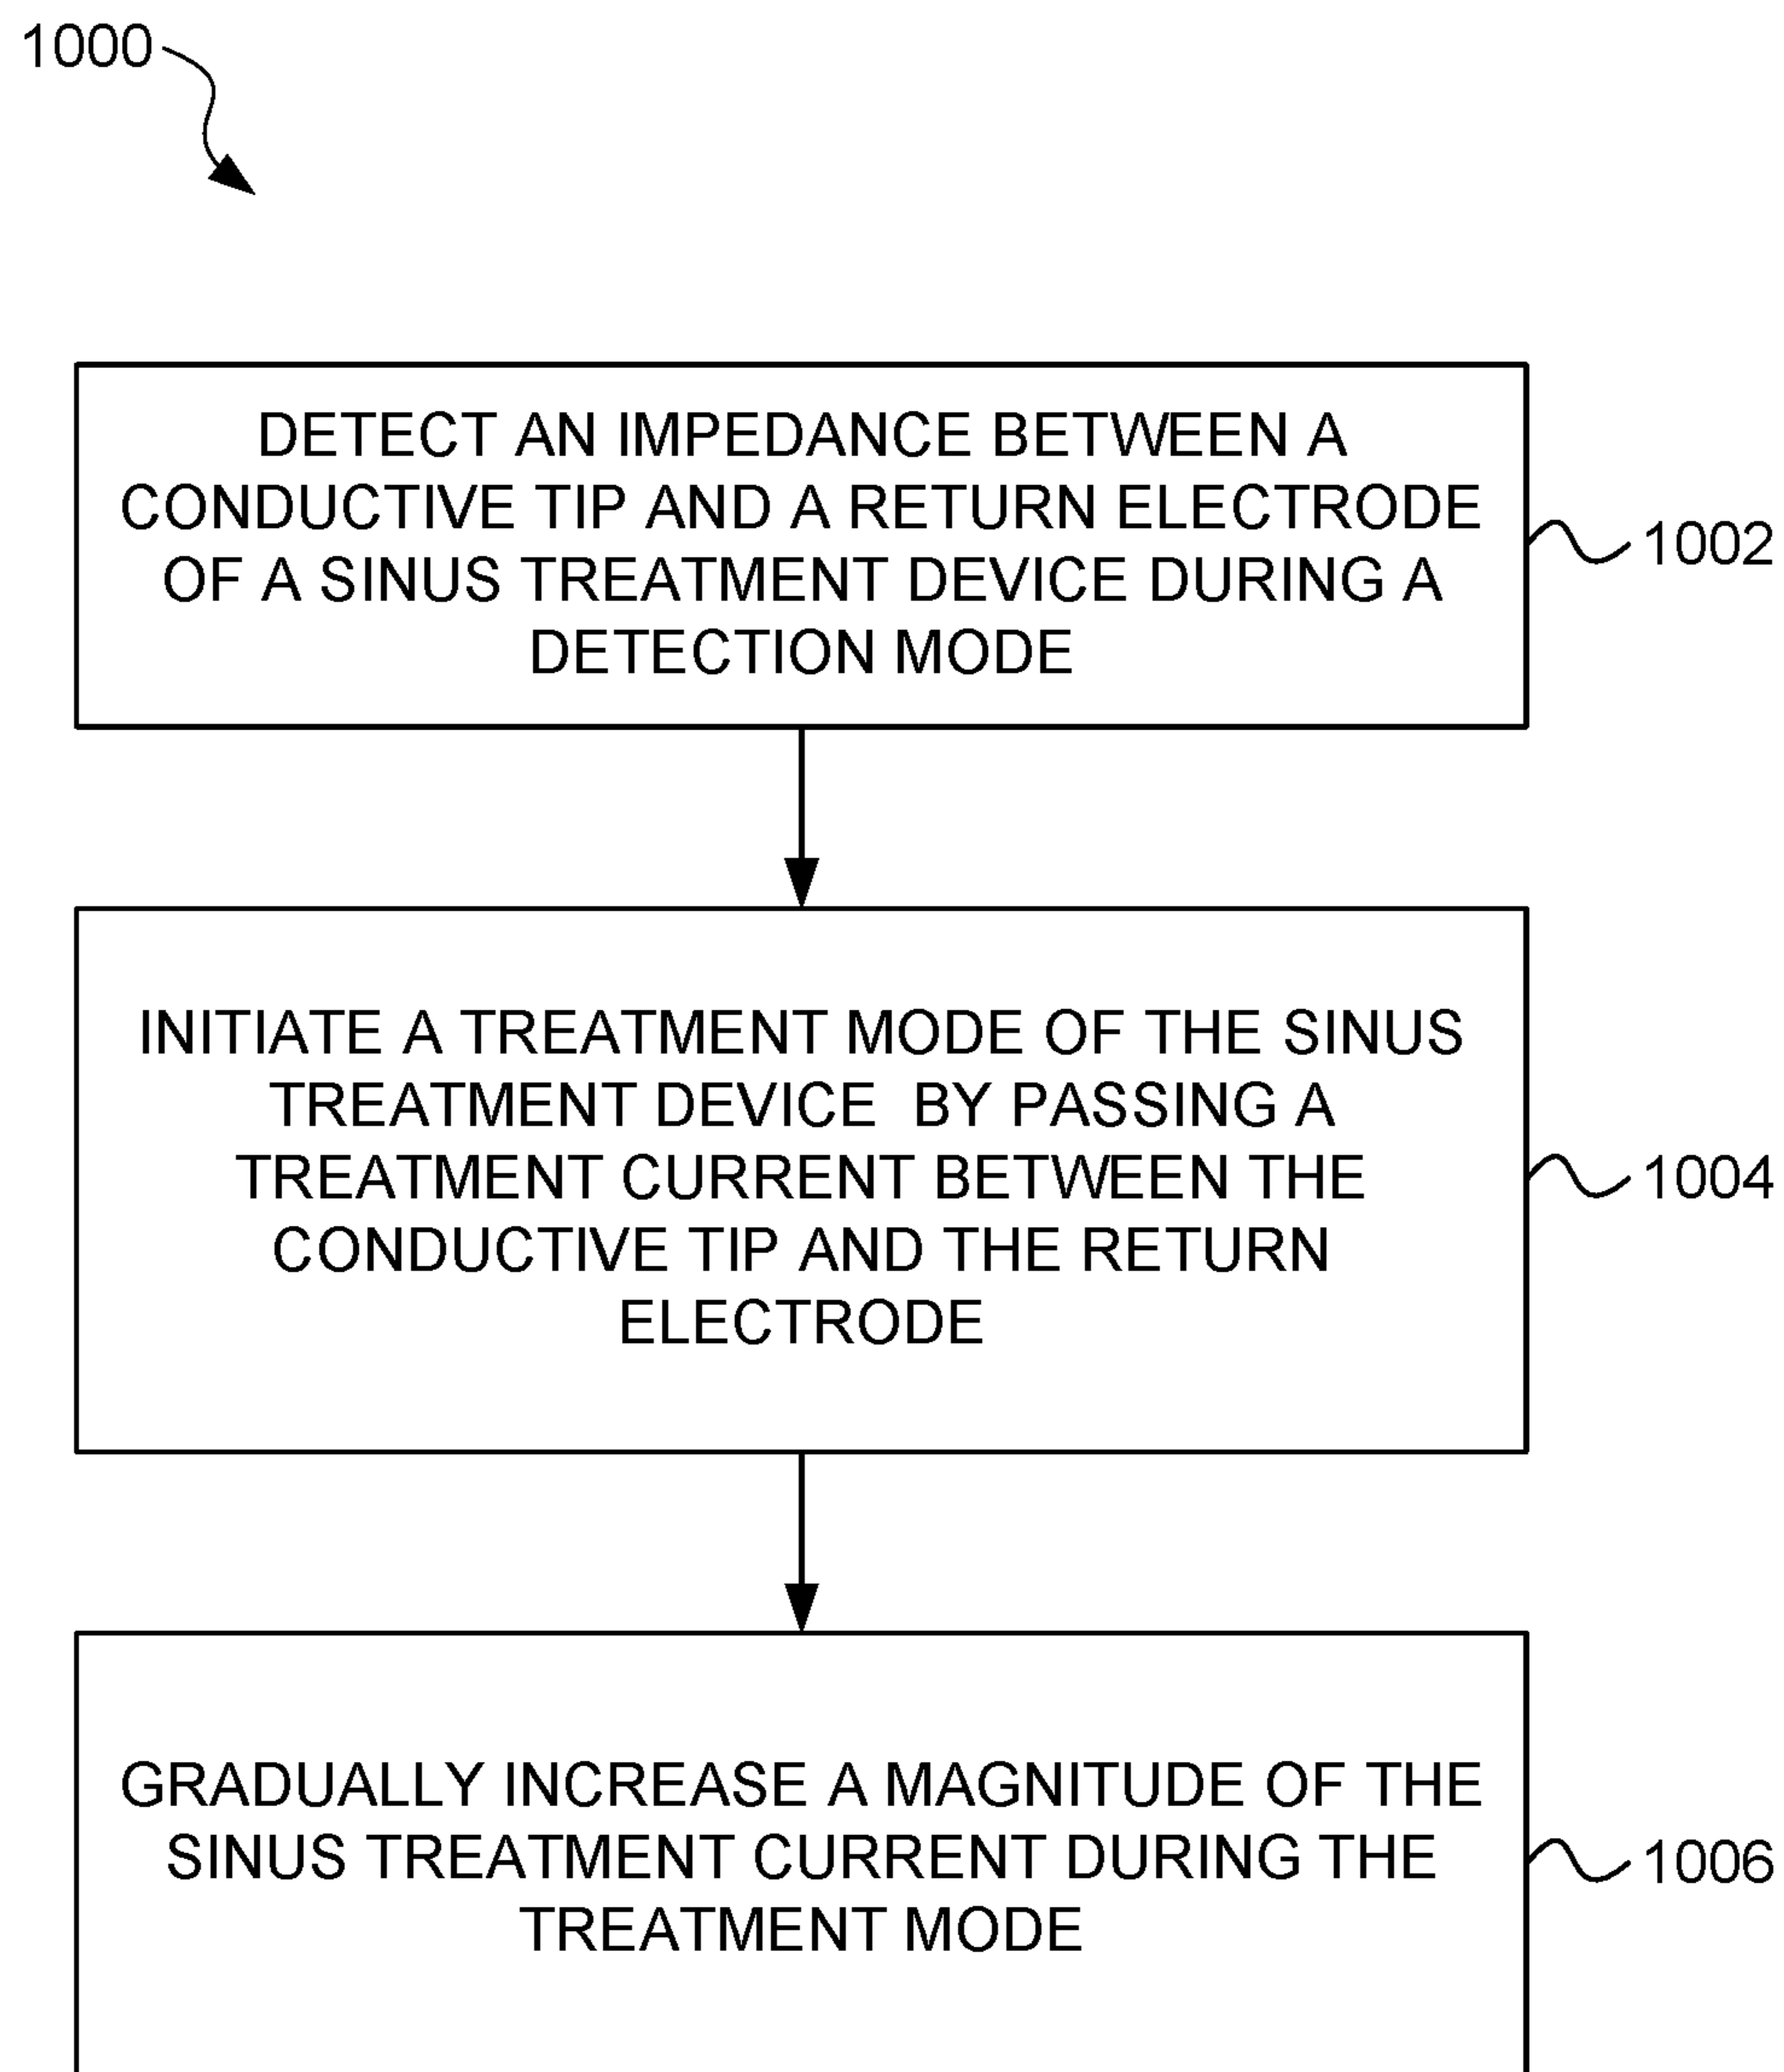 1000
DETECT AN IMPEDANCE BETWEEN A
CONDUCTIVE TIP AND A RETURN ELECTRODE
OF A SINUS TREATMENT DEVICE DURING A
DETECTION MODE
1002
INITIATE A TREATMENT MODE OF THE SINUS
TREATMENT DEVICE  BY PASSING A
TREATMENT CURRENT BETWEEN THE
CONDUCTIVE TIP AND THE RETURN
ELECTRODE
1004
GRADUALLY INCREASE A MAGNITUDE OF THE
SINUS TREATMENT CURRENT DURING THE
TREATMENT MODE
1006